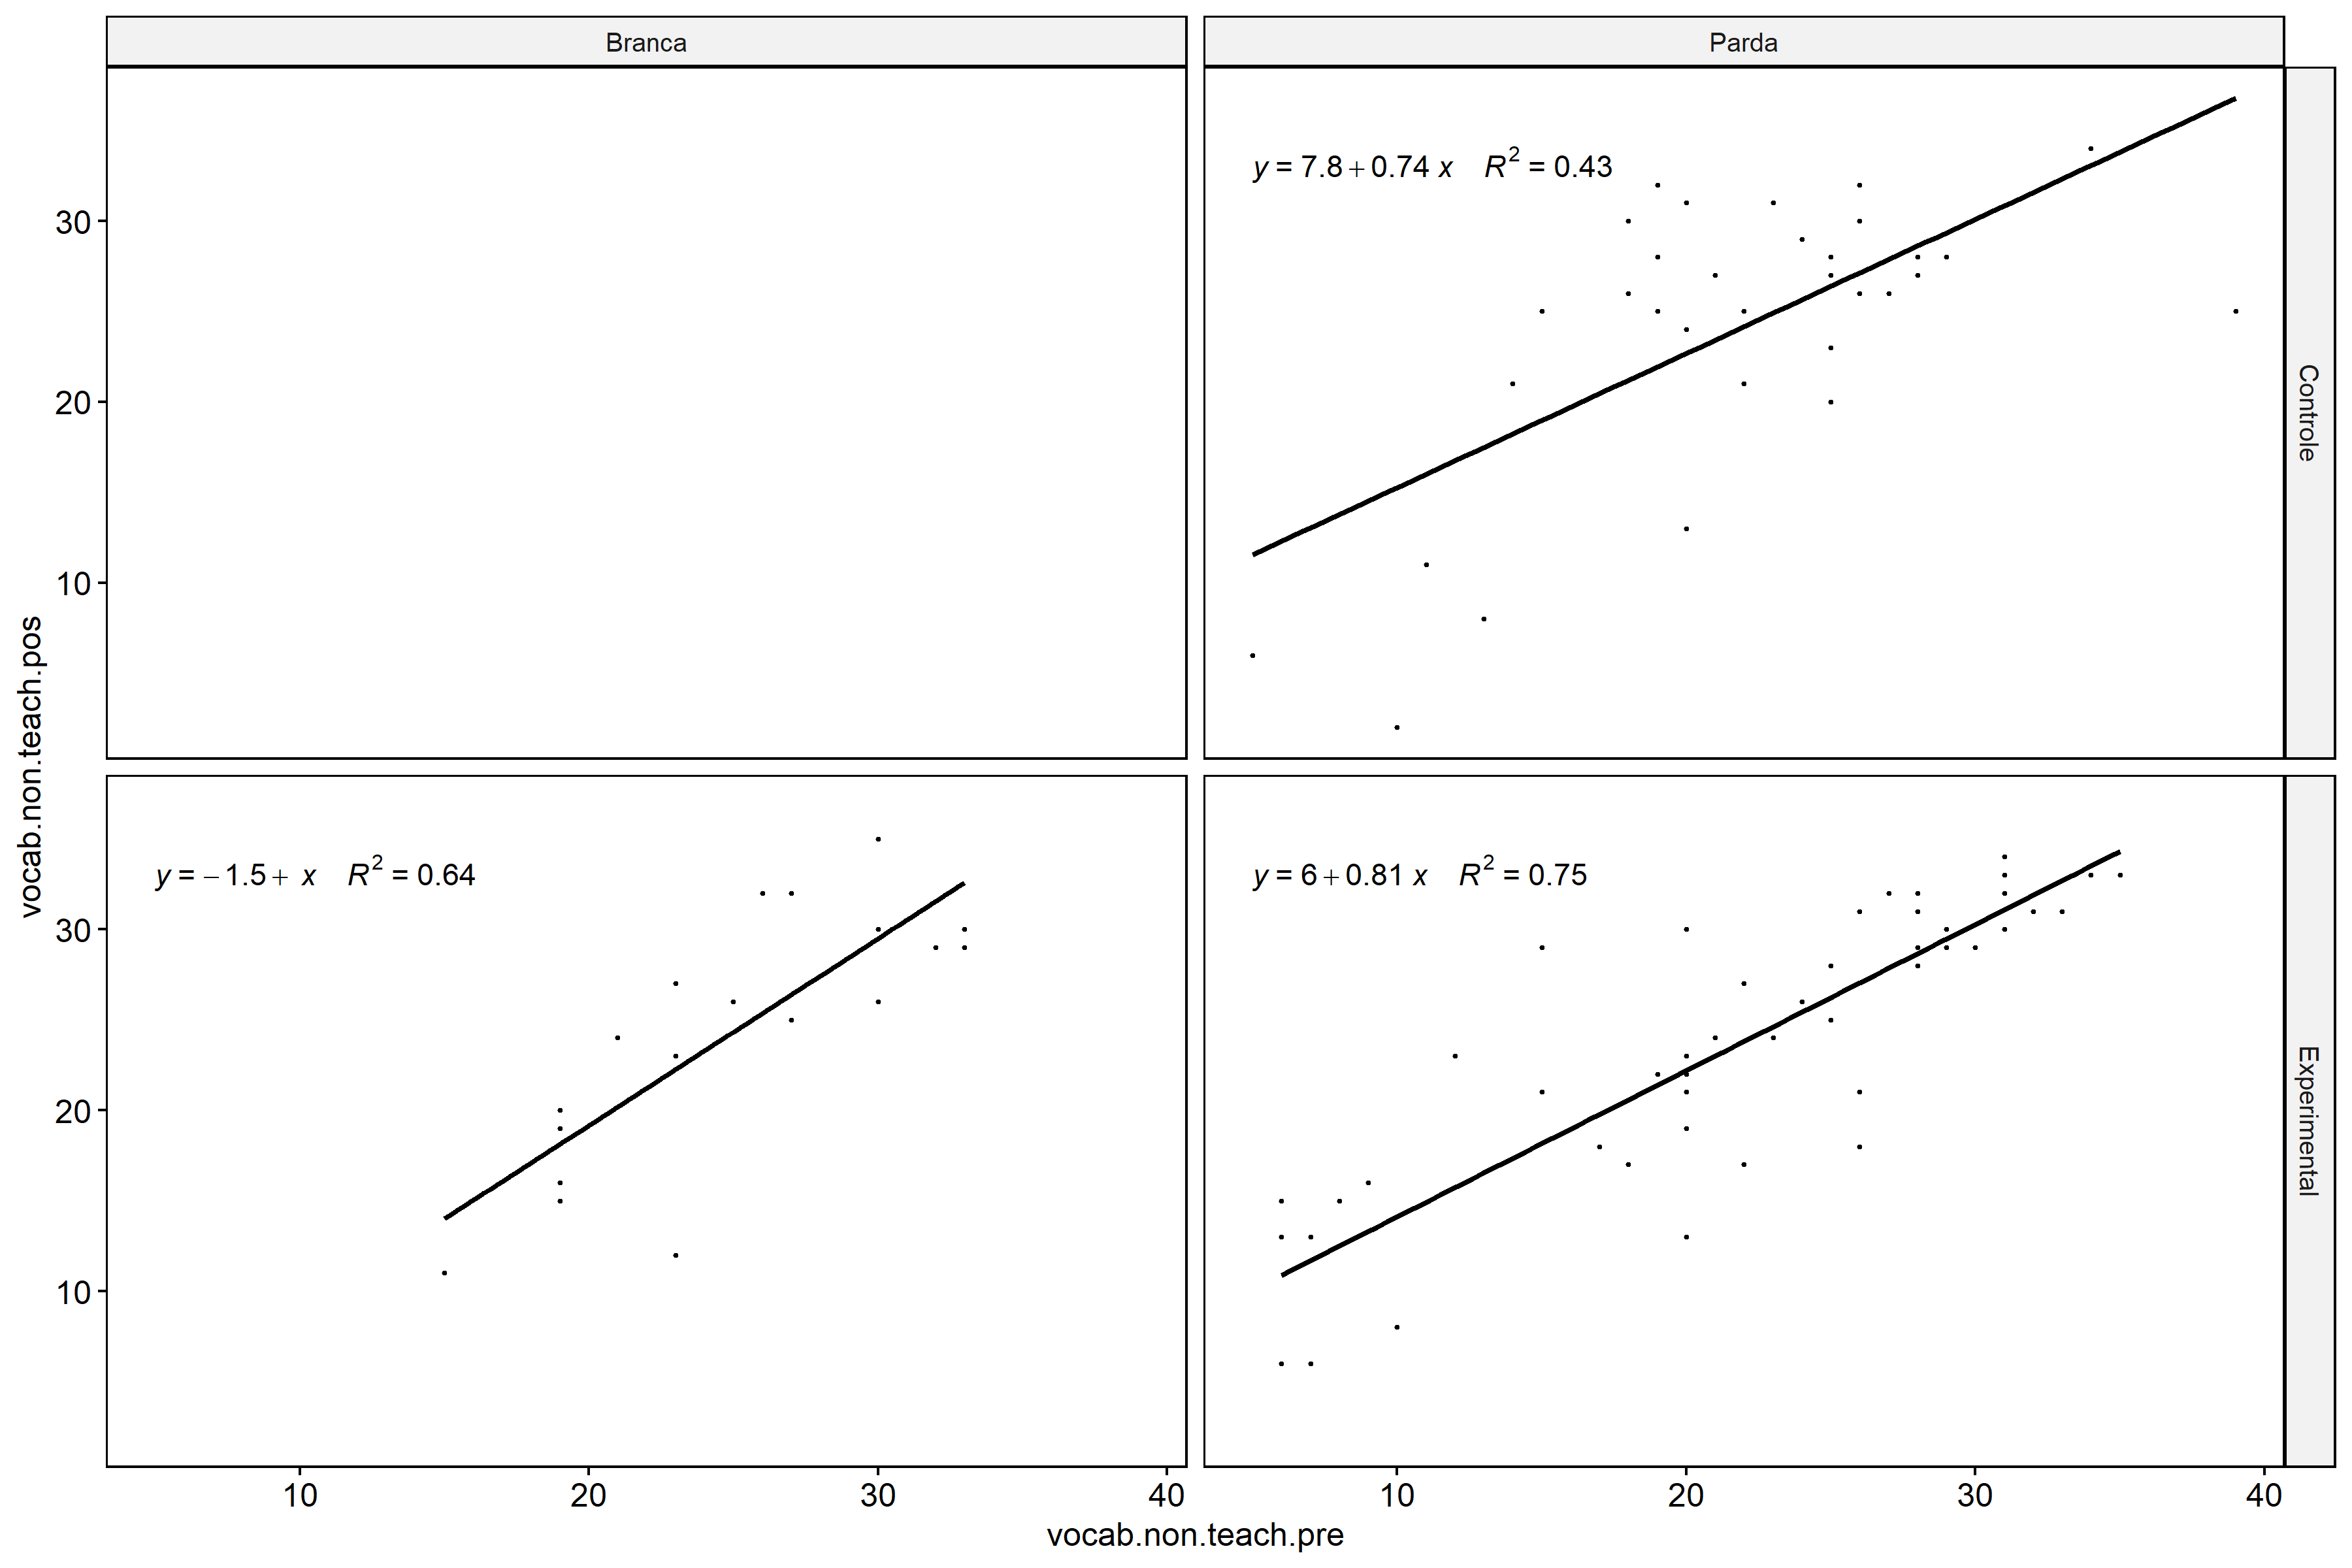 Branca
Parda
y = 7.8 + 0.74 x   R² = 0.43
30
20
10
Controle
vocab.non.teach.pos
y = −1.5 + x   R² = 0.64
y = 6 + 0.81 x   R² = 0.75
30
20
10
Experimental
10 20 30 40
10 20 30 40
vocab.non.teach.pre